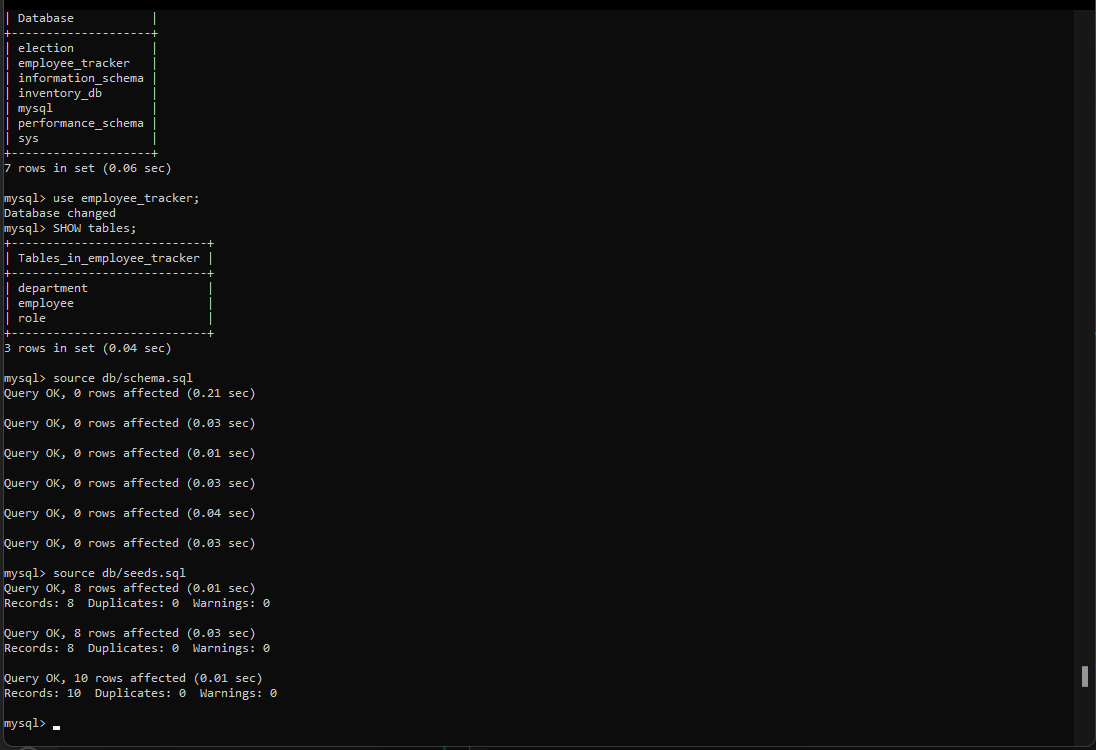 | Database           |
+--------------------+
| election           |
| employee_tracker   |
| information_schema |
| inventory_db       |
| mysql              |
| performance_schema |
| sys                |
+--------------------+
7 rows in set (0.06 sec)
mysql> use employee_tracker;
Database changed
mysql> SHOW tables;
+----------------------------+
| Tables_in_employee_tracker |
+----------------------------+
| department                 |
| employee                   |
| role                       |
+----------------------------+
3 rows in set (0.04 sec)
mysql> source db/schema.sql
Query OK, 0 rows affected (0.21 sec)
Query OK, 0 rows affected (0.03 sec)
Query OK, 0 rows affected (0.01 sec)
Query OK, 0 rows affected (0.03 sec)
Query OK, 0 rows affected (0.04 sec)
Query OK, 0 rows affected (0.03 sec)
mysql> source db/seeds.sql
Query OK, 8 rows affected (0.01 sec)
Records: 8  Duplicates: 0  Warnings: 0
Query OK, 8 rows affected (0.03 sec)
Records: 8  Duplicates: 0  Warnings: 0
Query OK, 10 rows affected (0.01 sec)
Records: 10  Duplicates: 0  Warnings: 0
mysql>